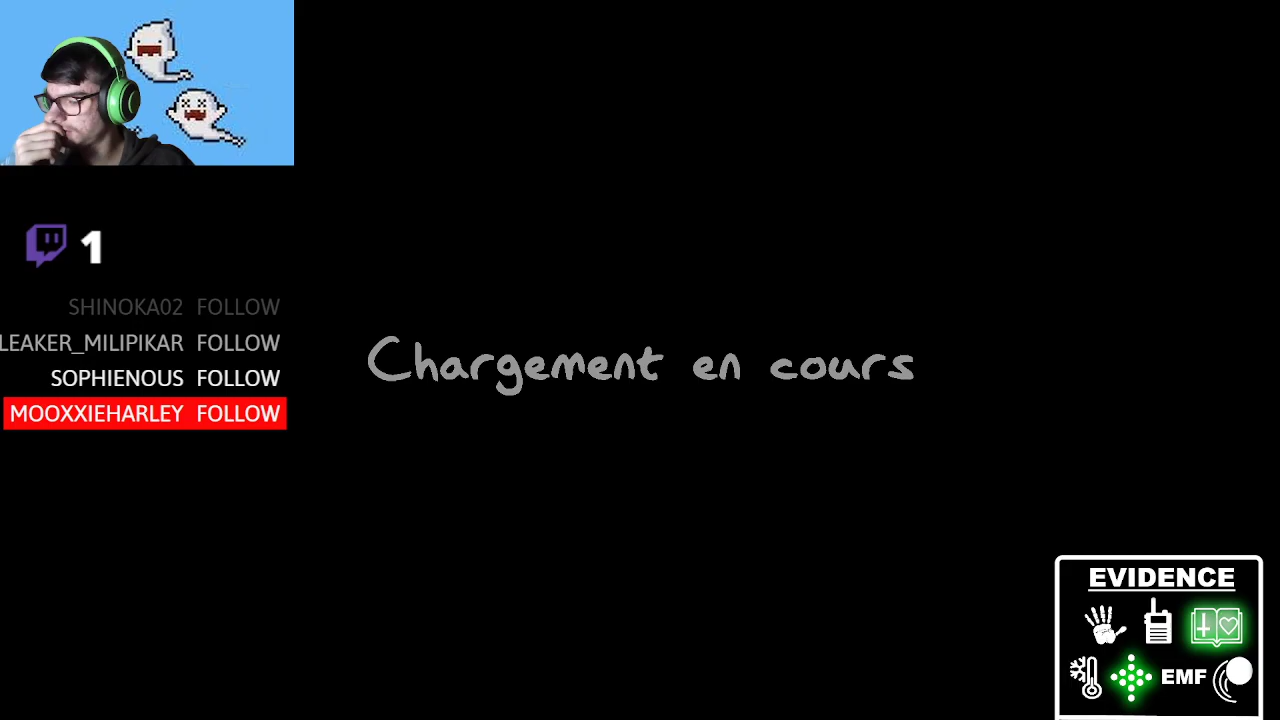 1
SHINOKA02 FOLLOW
LEAKER_MILIPIKAR FOLLOW
SOPHIENOUS FOLLOW
MOOXXIEHARLEY FOLLOW
Chargement en cours
EVIDENCE
EMF